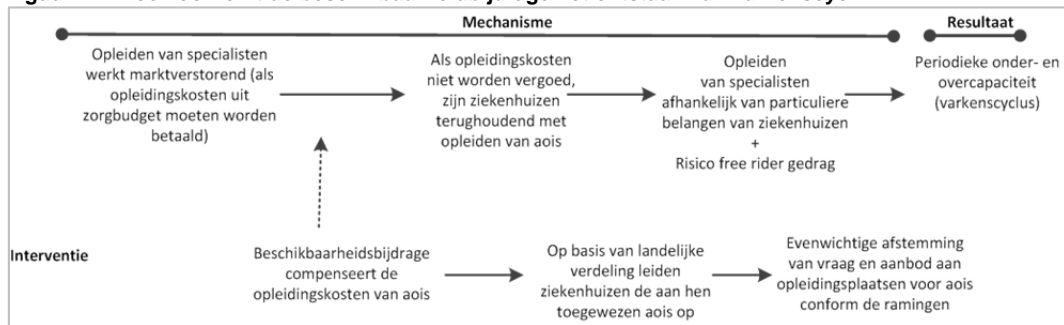 Mechanisme
Resultaat
Opleiden van specialisten
werkt marktverstorend (als
opleidingskosten uit
zorgbudget moeten worden
betaald)
Als opleidingskosten
niet worden vergoed,
zijn ziekenhuizen
terughoudend met
opleiden van aois
Opleiden
van specialisten
afhankelijk van particuliere
belangen van ziekenhuizen
+
Risico free rider gedrag
Periodieke onder- en
overcapaciteit
(varkenscyclus)
Interventie
Beschikbaarheidsbijdrage
compenseert de
opleidingskosten van aois
Op basis van landelijke
verdeling leiden
ziekenhuizen de aan hen
toegewezen aois op
Evenwichtige afstemming
van vraag en aanbod aan
opleidingsplaatsen voor aois
conform de ramingen